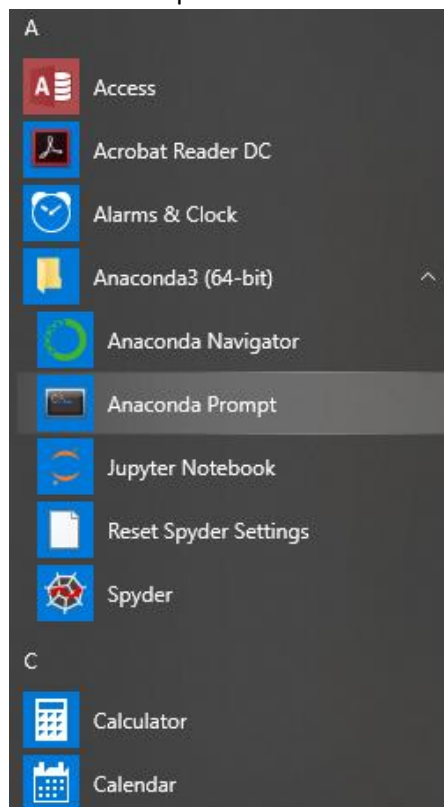 A
Access
Acrobat Reader DC
Alarms & Clock
Anaconda3 (64-bit)
Anaconda Navigator
Anaconda Prompt
Jupyter Notebook
Reset Spyder Settings
Spyder
C
Calculator
Calendar